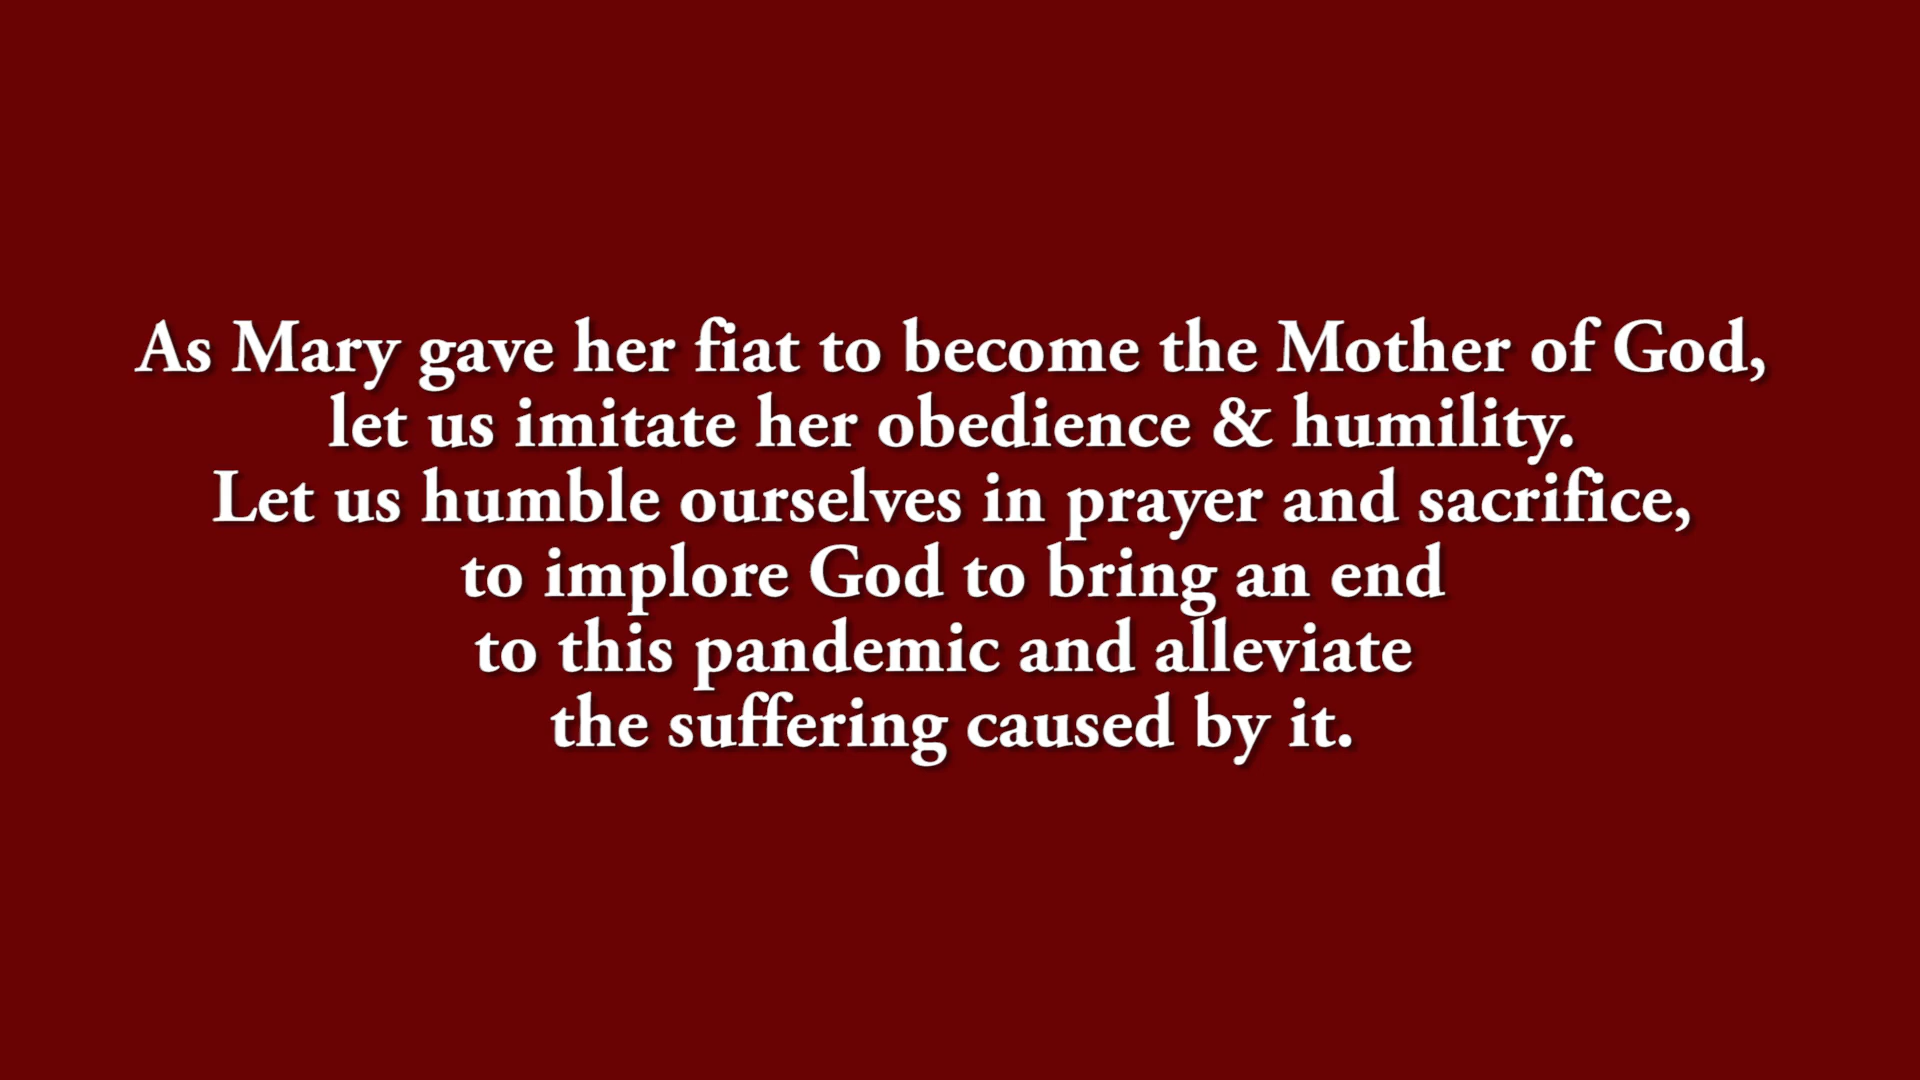 As Mary gave her fiat to become the Mother of God,
let us imitate her obedience & humility.
Let us humble ourselves in prayer and sacrifice,
to implore God to bring an end
to this pandemic and alleviate
the suffering caused by it.